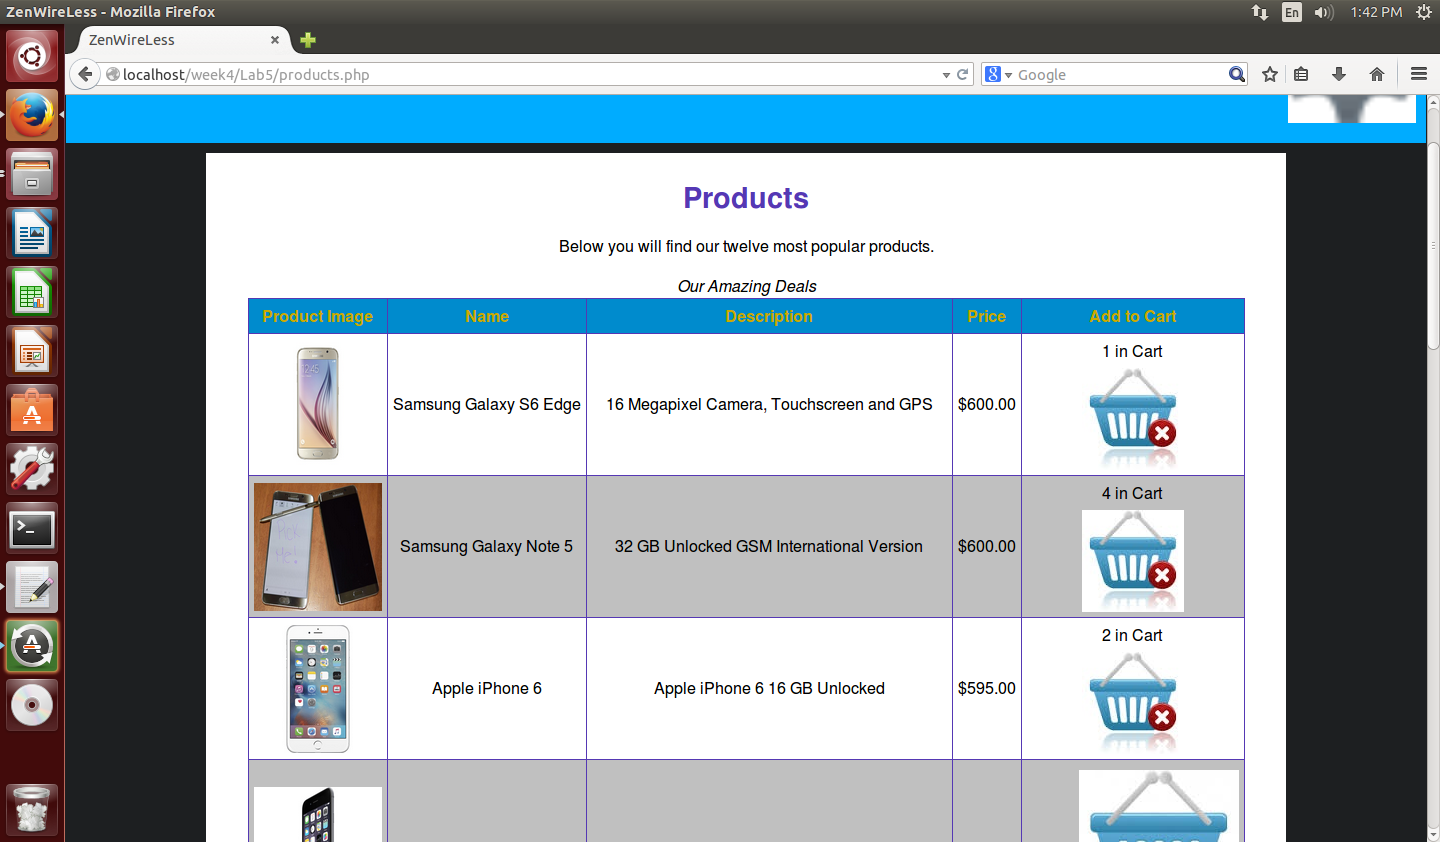 ZenWireLess - Mozilla Firefox
En
1:42 PM
ZenWireLess
localhost/week4/Lab5/products.php
Google
Products
Below you will find our twelve most popular products.
Our Amazing Deals
Product Image Name Description Price Add to Cart
1 in Cart
Samsung Galaxy S6 Edge 16 Megapixel Camera, Touchscreen and GPS $600.00
4 in Cart
Samsung Galaxy Note 5 32 GB Unlocked GSM International Version $600.00
2 in Cart
Apple iPhone 6 Apple iPhone 6 16 GB Unlocked $595.00